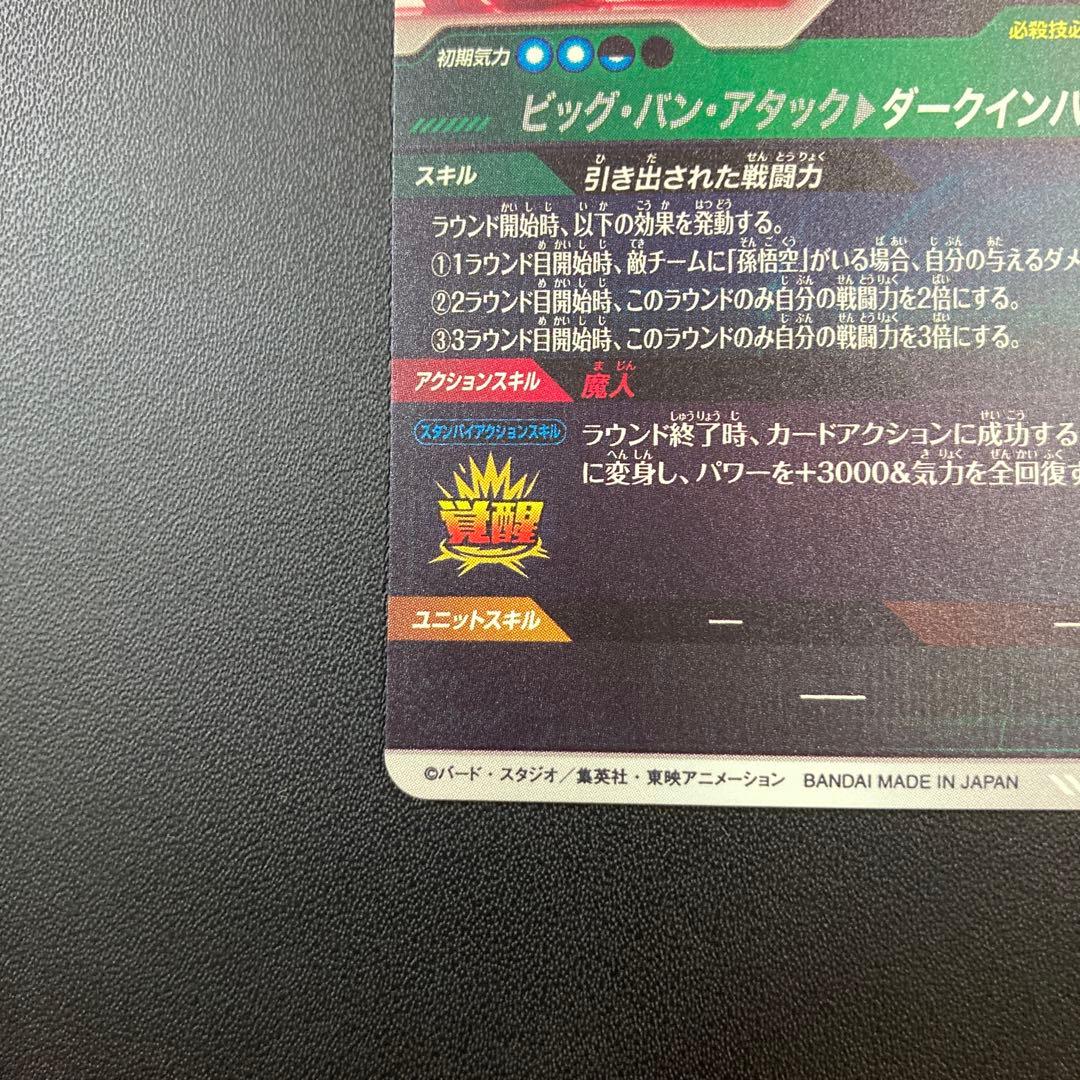 必殺技必
初期気力
ビッグ・バン・アタック▶ダークインパ
スキル 引き出された戦闘力
ラウンド開始時、以下の効果を発動する。
①1ラウンド目開始時、敵チームに「孫悟空」がいる場合、自分の与えるダメ
②2ラウンド目開始時、このラウンドのみ自分の戦闘力を2倍にする。
③3ラウンド目開始時、このラウンドのみ自分の戦闘力を3倍にする。
アクションスキル 魔人
スタンバイアクションスキル
ラウンド終了時、カードアクションに成功する
に変身し、パワーを+3000&気力を全回復す
覚醒
ユニットスキル ー ー
ー
©バード・スタジオ／集英社・東映アニメーション BANDAI MADE IN JAPAN